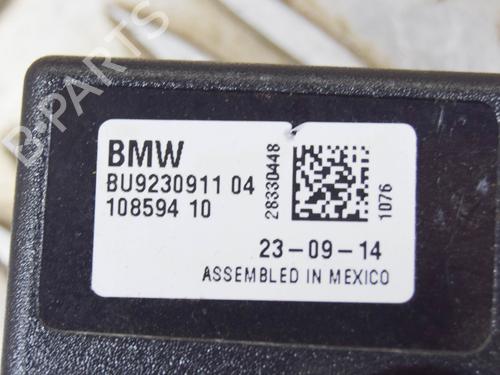 B-PARTS
BMW
BU9230911 04
108594 10
28330448
1076
23-09-14
ASSEMBLED IN MEXICO